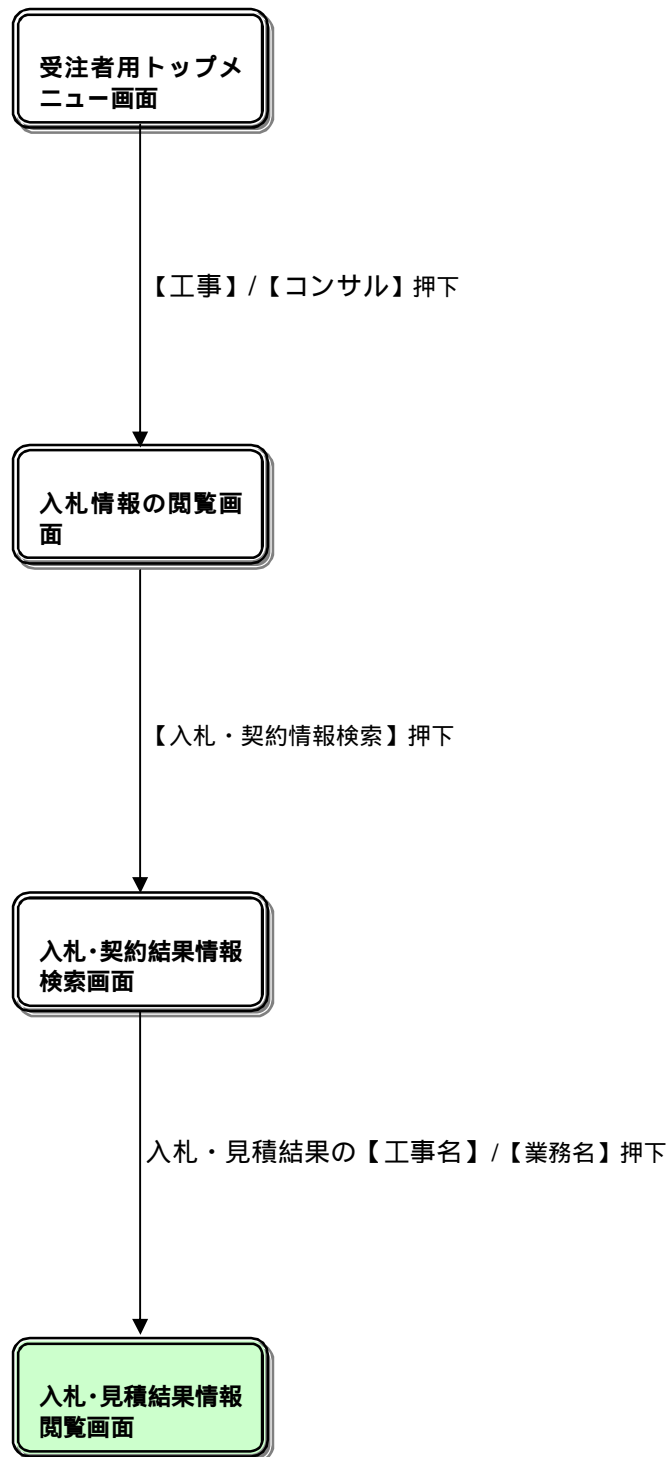 受注者用トップメ
ニュー画面
【工事】/【コンサル】押下
入札情報の閲覧画
面
【入札・契約情報検索】押下
入札・契約結果情報
検索画面
入札・見積結果の【工事名】/【業務名】押下
入札・見積結果情報
閲覧画面